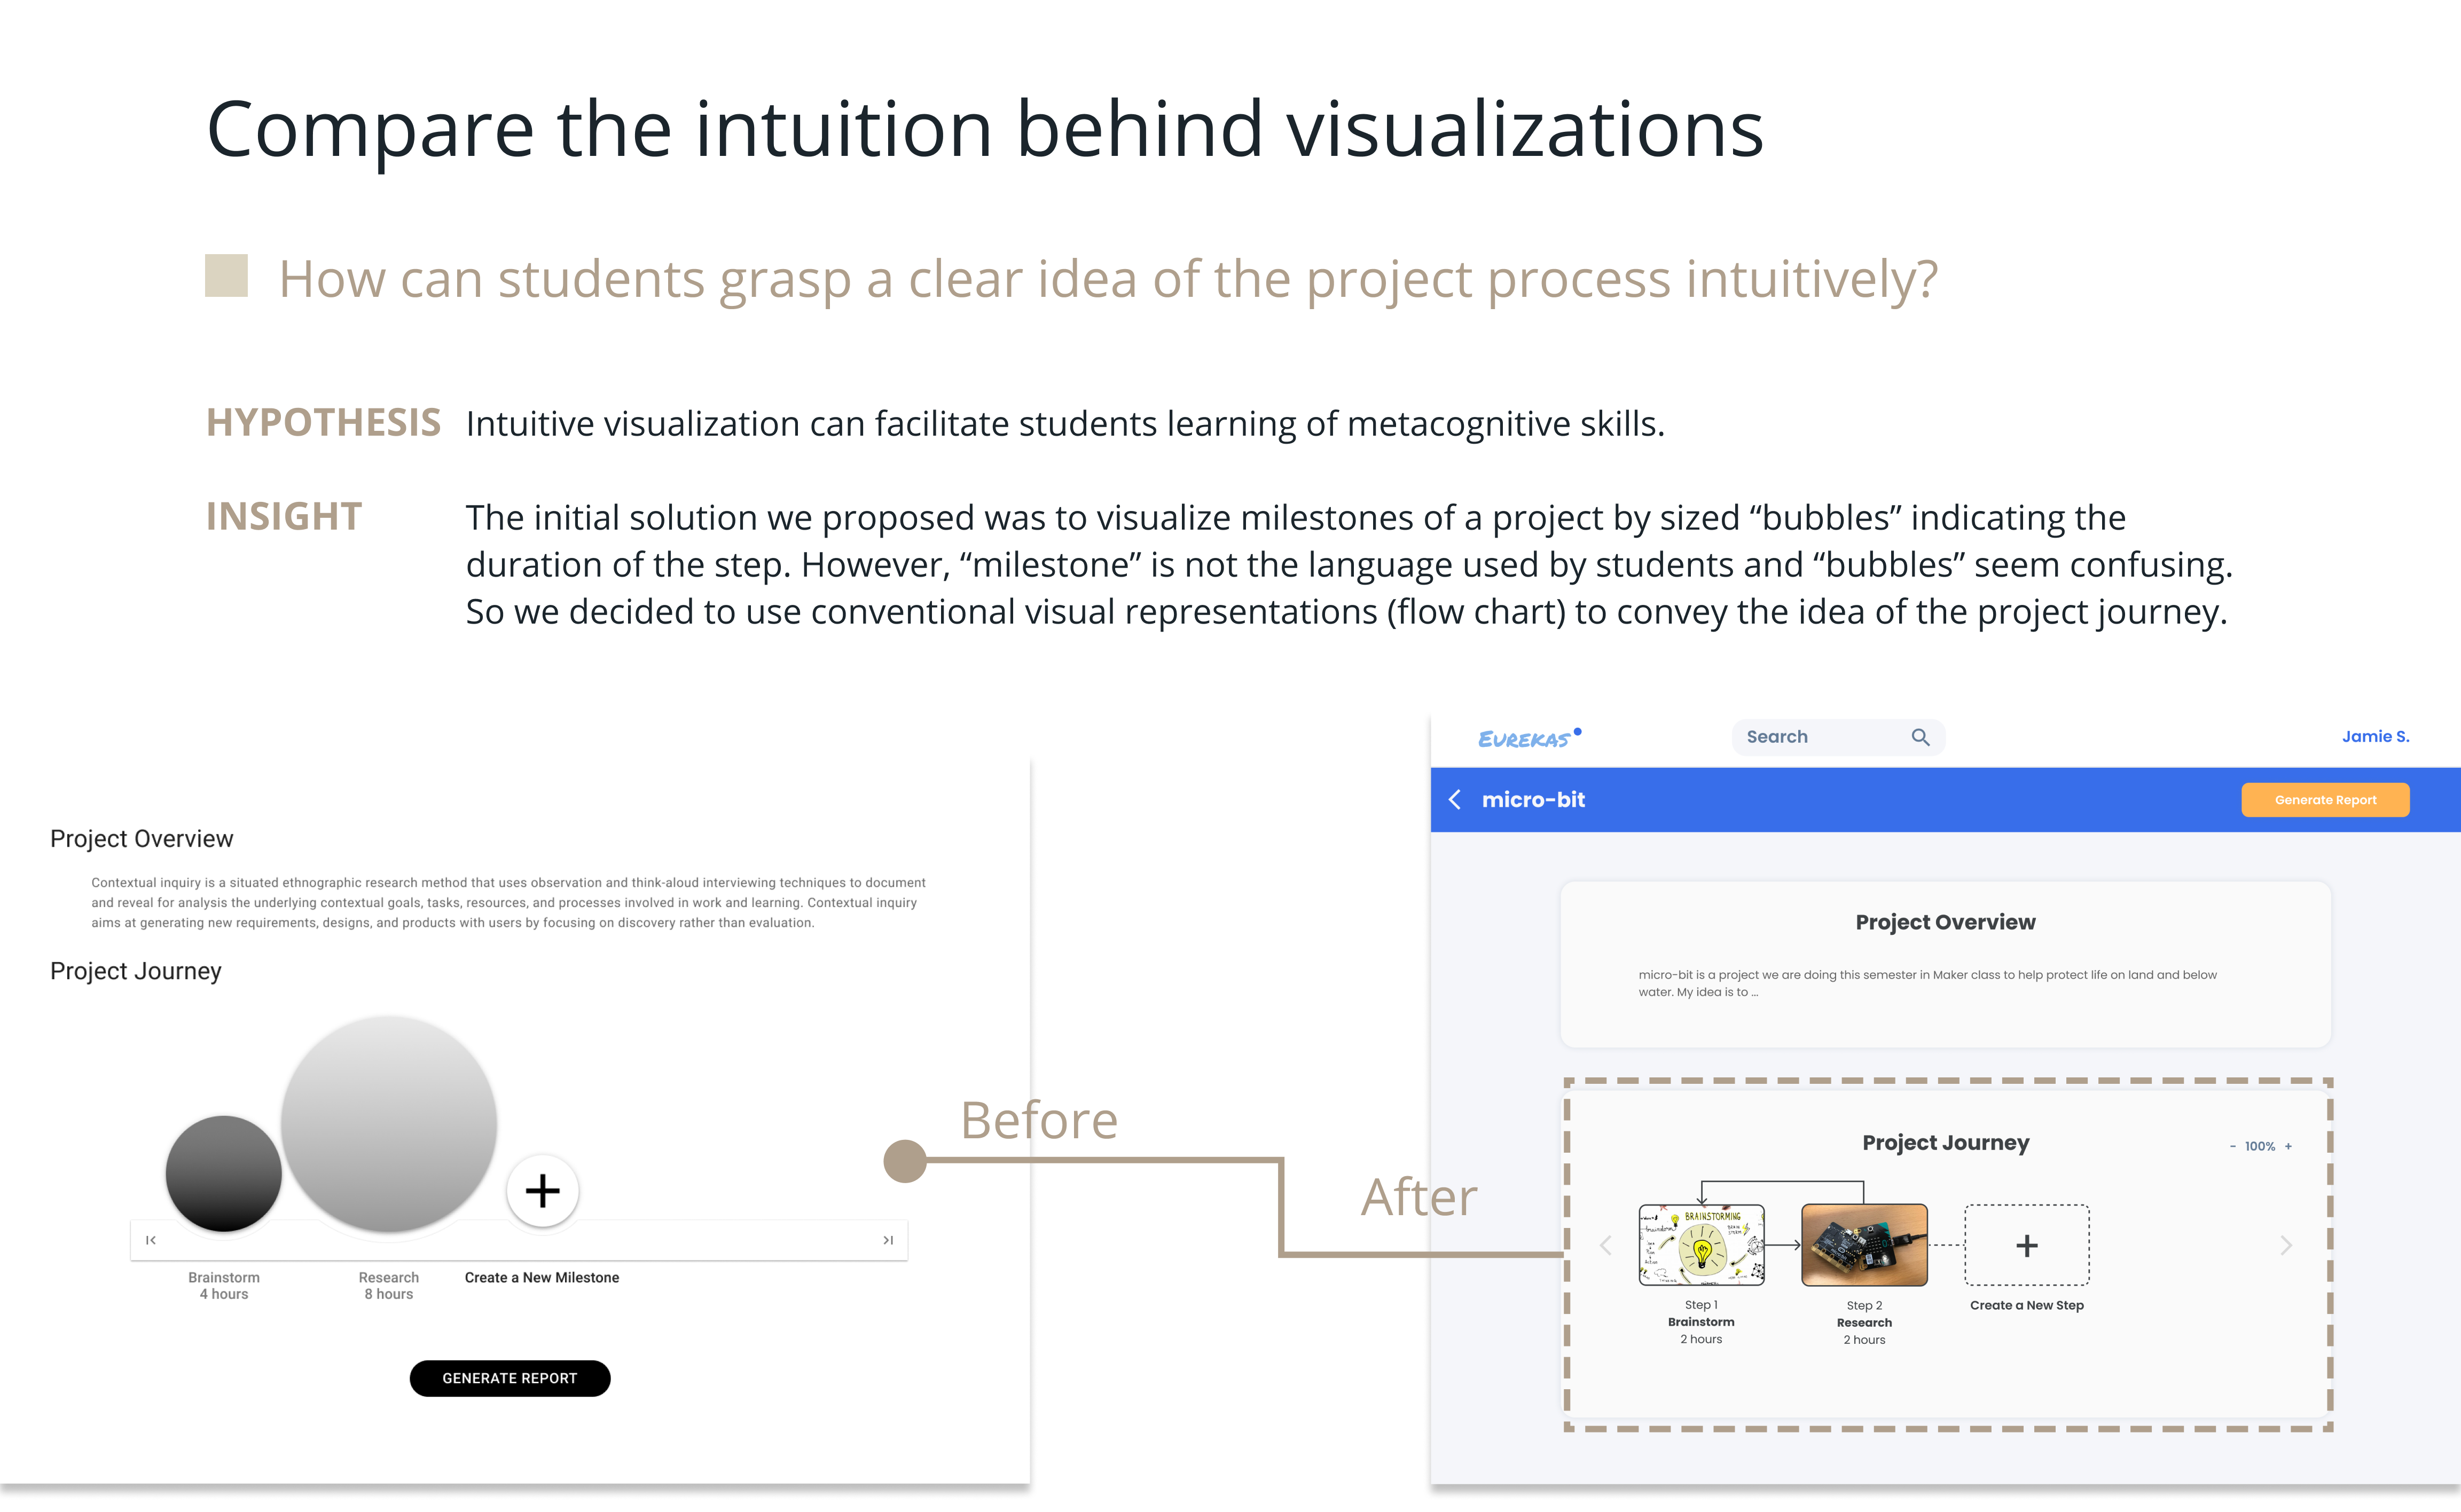 Compare the intuition behind visualizations
How can students grasp a clear idea of the project process intuitively?
HYPOTHESIS Intuitive visualization can facilitate students learning of metacognitive skills.
INSIGHT The initial solution we proposed was to visualize milestones of a project by sized “bubbles” indicating the
duration of the step. However, “milestone” is not the language used by students and “bubbles” seem confusing.
So we decided to use conventional visual representations (flow chart) to convey the idea of the project journey.
Project Overview
Contextual inquiry is a situated ethnographic research method that uses observation and think-aloud interviewing techniques to document
and reveal for analysis the underlying contextual goals, tasks, resources, and processes involved in work and learning. Contextual inquiry
aims at generating new requirements, designs, and products with users by focusing on discovery rather than evaluation.
Project Journey
+
Brainstorm
4 hours
Research
8 hours
Create a New Milestone
GENERATE REPORT
Before
After
EUREKAS
Search
Jamie S.
micro-bit
Generate Report
Project Overview
micro-bit is a project we are doing this semester in Maker class to help protect life on land and below
water. My idea is to ...
Project Journey
- 100% +
BRAINSTORMING
+
Step 1
Brainstorm
2 hours
Step 2
Research
2 hours
Create a New Step